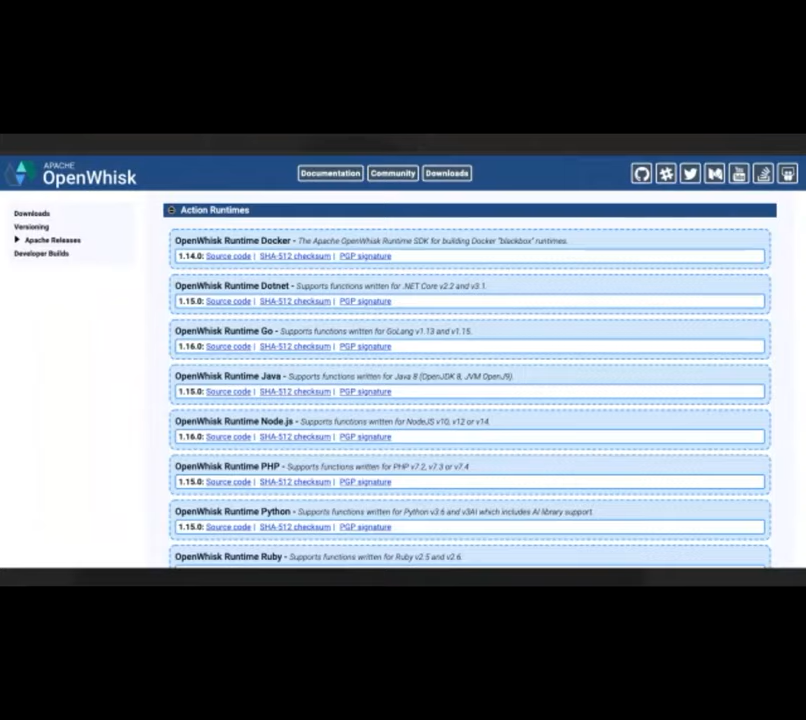 APACHE
OpenWhisk
Documentation Community Downloads
Downloads
Versioning
Apache Releases
Developer Builds
Action Runtimes
OpenWhisk Runtime Docker - The Apache OpenWhisk Runtime SDK for building Docker "blackbox" runtimes.
1.14.0: Source code | SHA-512 checksum | PGP signature
OpenWhisk Runtime Dotnet - Supports functions written for .NET Core v2.2 and v3.1.
1.15.0: Source code | SHA-512 checksum | PGP signature
OpenWhisk Runtime Go - Supports functions written for GoLang v1.13 and v1.15.
1.16.0: Source code | SHA-512 checksum | PGP signature
OpenWhisk Runtime Java - Supports functions written for Java 8 (OpenJDK 8, JVM OpenJ9).
1.15.0: Source code | SHA-512 checksum | PGP signature
OpenWhisk Runtime Node.js - Supports functions written for NodeJS v10, v12 or v14.
1.16.0: Source code | SHA-512 checksum | PGP signature
OpenWhisk Runtime PHP - Supports functions written for PHP v7.2, v7.3 or v7.4
1.15.0: Source code | SHA-512 checksum | PGP signature
OpenWhisk Runtime Python - Supports functions written for Python v3.6 and v3AI which includes AI library support.
1.15.0: Source code | SHA-512 checksum | PGP signature
OpenWhisk Runtime Ruby - Supports functions written for Ruby v2.5 and v2.6.